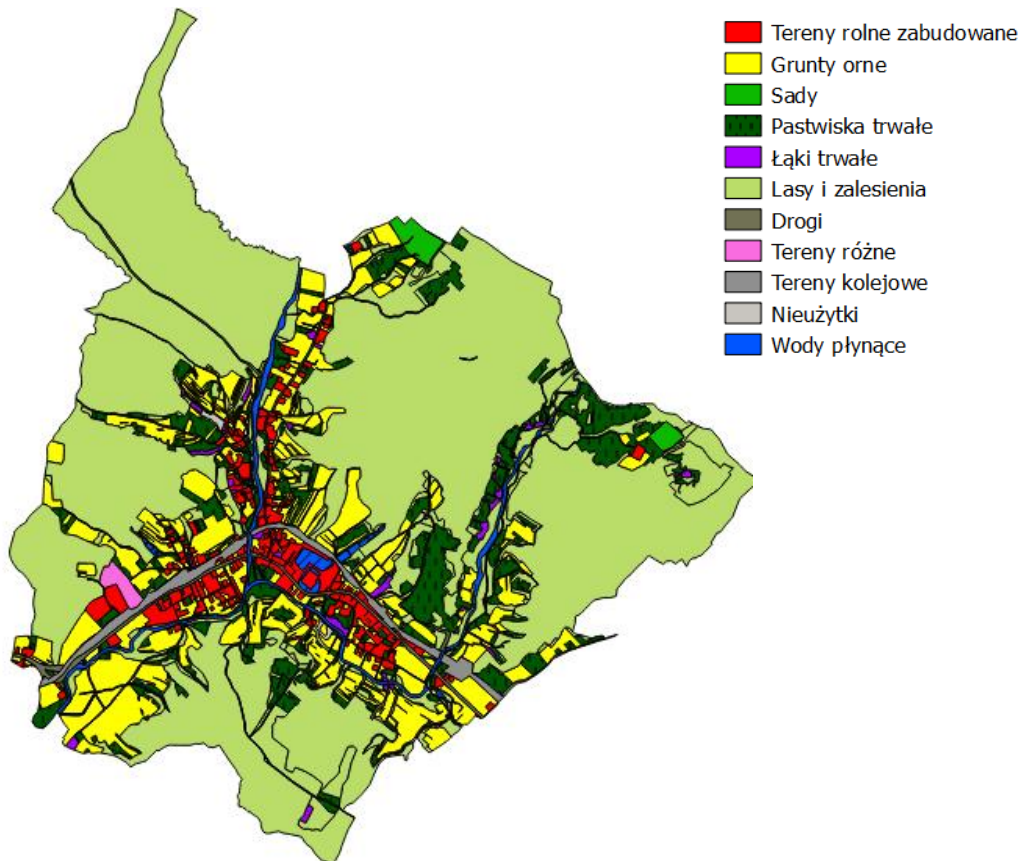 Tereny rolne zabudowane
Grunty orne
Sady
Pastwiska trwałe
Łąki trwałe
Lasy i zalesienia
Drogi
Tereny różne
Tereny kolejowe
Nieużytki
Wody płynące